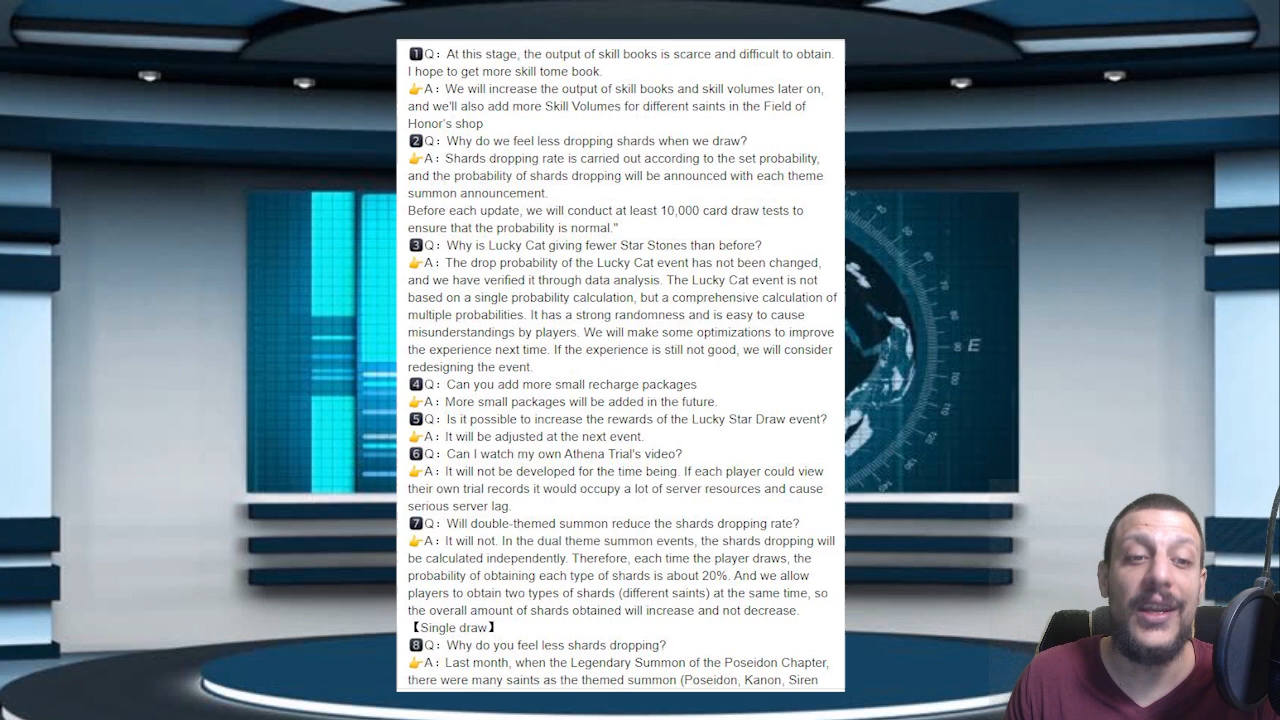 1 Q: At this stage, the output of skill books is scarce and difficult to obtain.
I hope to get more skill tome book.
👉A: We will increase the output of skill books and skill volumes later on,
and we'll also add more Skill Volumes for different saints in the Field of
Honor's shop
2 Q: Why do we feel less dropping shards when we draw?
👉A: Shards dropping rate is carried out according to the set probability,
and the probability of shards dropping will be announced with each theme
summon announcement.
Before each update, we will conduct at least 10,000 card draw tests to
ensure that the probability is normal."
3 Q: Why is Lucky Cat giving fewer Star Stones than before?
👉A: The drop probability of the Lucky Cat event has not been changed,
and we have verified it through data analysis. The Lucky Cat event is not
based on a single probability calculation, but a comprehensive calculation of
multiple probabilities. It has a strong randomness and is easy to cause
misunderstandings by players. We will make some optimizations to improve
the experience next time. If the experience is still not good, we will consider
redesigning the event.
4 Q: Can you add more small recharge packages
👉A: More small packages will be added in the future.
5 Q: Is it possible to increase the rewards of the Lucky Star Draw event?
👉A: It will be adjusted at the next event.
6 Q: Can I watch my own Athena Trial's video?
👉A: It will not be developed for the time being. If each player could view
their own trial records it would occupy a lot of server resources and cause
serious server lag.
7 Q: Will double-themed summon reduce the shards dropping rate?
👉A: It will not. In the dual theme summon events, the shards dropping will
be calculated independently. Therefore, each time the player draws, the
probability of obtaining each type of shards is about 20%. And we allow
players to obtain two types of shards (different saints) at the same time, so
the overall amount of shards obtained will increase and not decrease.
【Single draw】
8 Q: Why do you feel less shards dropping?
👉A: Last month, when the Legendary Summon of the Poseidon Chapter,
there were many saints as the themed summon (Poseidon, Kanon, Siren
E